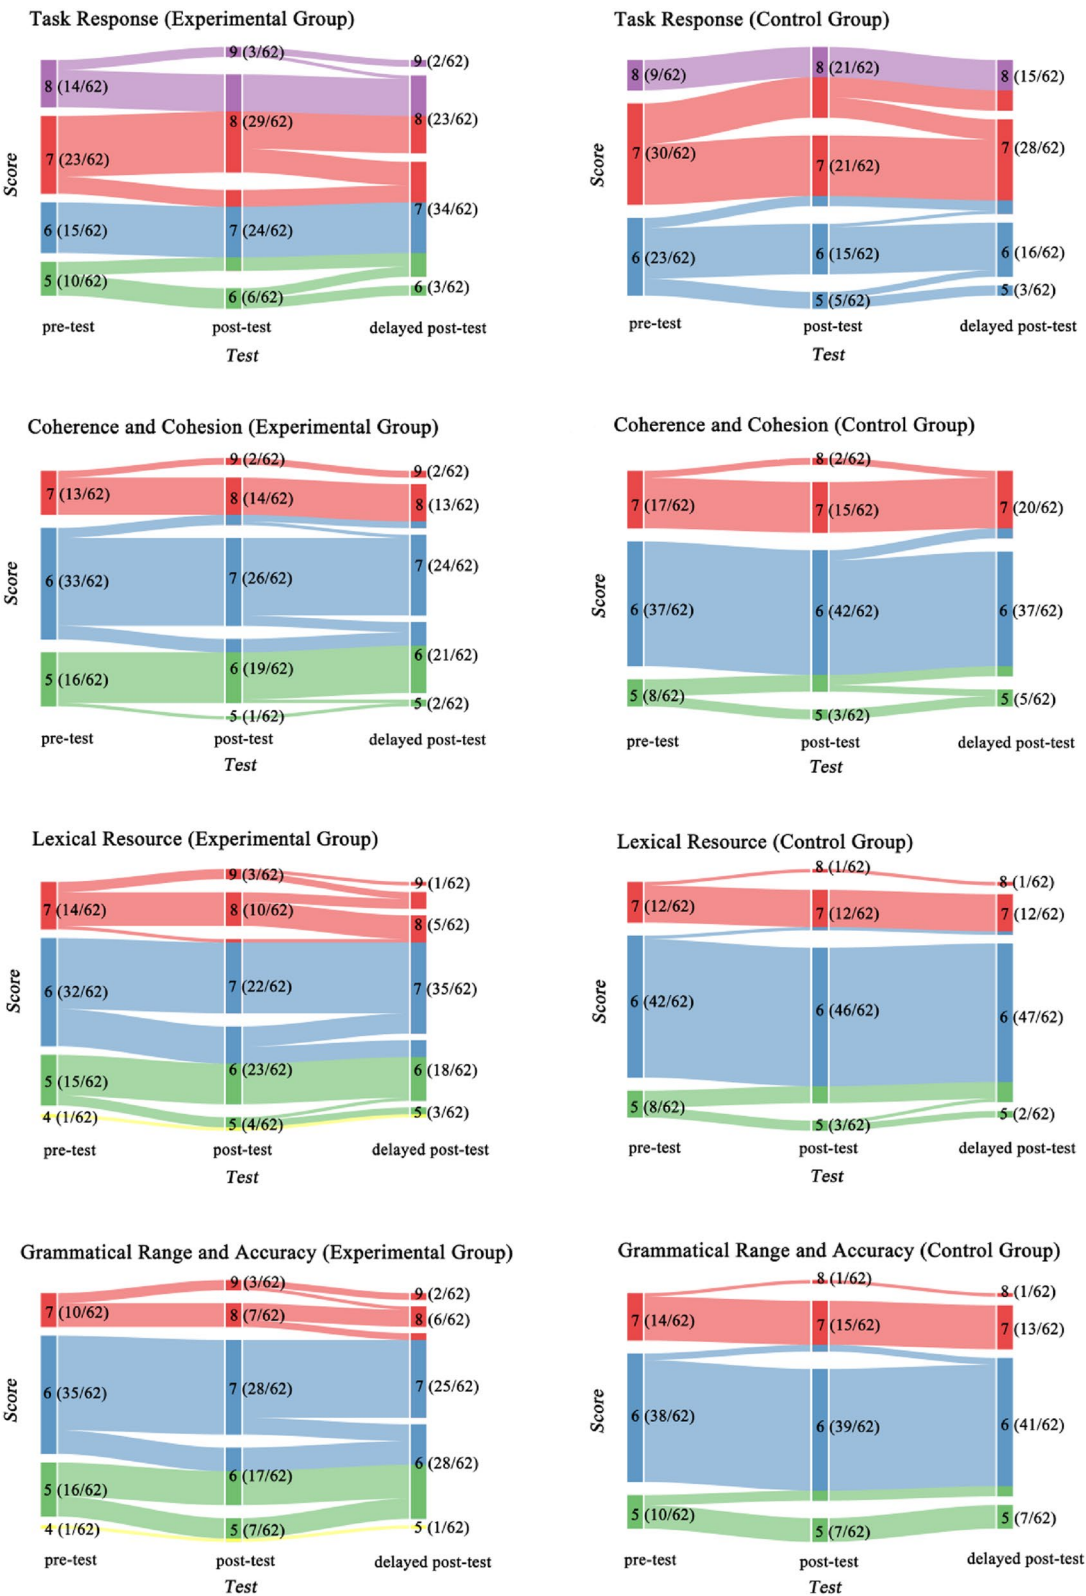 Task Response (Experimental Group)
9 (3/62)
9 (2/62)
8 (14/62)
8 (29/62)
8 (23/62)
7 (23/62)
7 (34/62)
6 (15/62)
7 (24/62)
5 (10/62)
6 (6/62)
6 (3/62)
Score
pre-test
post-test
delayed post-test
Test
Task Response (Control Group)
8 (9/62)
8 (21/62)
8 (15/62)
7 (30/62)
7 (21/62)
7 (28/62)
6 (23/62)
6 (15/62)
6 (16/62)
5 (5/62)
5 (3/62)
Score
pre-test
post-test
delayed post-test
Test
Coherence and Cohesion (Experimental Group)
9 (2/62)
9 (2/62)
7 (13/62)
8 (14/62)
8 (13/62)
6 (33/62)
7 (26/62)
7 (24/62)
5 (16/62)
6 (19/62)
6 (21/62)
5 (1/62)
5 (2/62)
Score
pre-test
post-test
delayed post-test
Test
Coherence and Cohesion (Control Group)
8 (2/62)
7 (17/62)
7 (15/62)
7 (20/62)
6 (37/62)
6 (42/62)
6 (37/62)
5 (8/62)
5 (3/62)
5 (5/62)
Score
pre-test
post-test
delayed post-test
Test
Lexical Resource (Experimental Group)
9 (3/62)
9 (1/62)
7 (14/62)
8 (10/62)
8 (5/62)
6 (32/62)
7 (22/62)
7 (35/62)
5 (15/62)
6 (23/62)
6 (18/62)
4 (1/62)
5 (4/62)
5 (3/62)
Score
pre-test
post-test
delayed post-test
Test
Lexical Resource (Control Group)
8 (1/62)
8 (1/62)
7 (12/62)
7 (12/62)
7 (12/62)
6 (42/62)
6 (46/62)
6 (47/62)
5 (8/62)
5 (3/62)
5 (2/62)
Score
pre-test
post-test
delayed post-test
Test
Grammatical Range and Accuracy (Experimental Group)
9 (3/62)
9 (2/62)
7 (10/62)
8 (7/62)
8 (6/62)
6 (35/62)
7 (28/62)
7 (25/62)
5 (16/62)
6 (17/62)
6 (28/62)
4 (1/62)
5 (7/62)
5 (1/62)
Score
pre-test
post-test
delayed post-test
Test
Grammatical Range and Accuracy (Control Group)
8 (1/62)
8 (1/62)
7 (14/62)
7 (15/62)
7 (13/62)
6 (38/62)
6 (39/62)
6 (41/62)
5 (10/62)
5 (7/62)
5 (7/62)
Score
pre-test
post-test
delayed post-test
Test